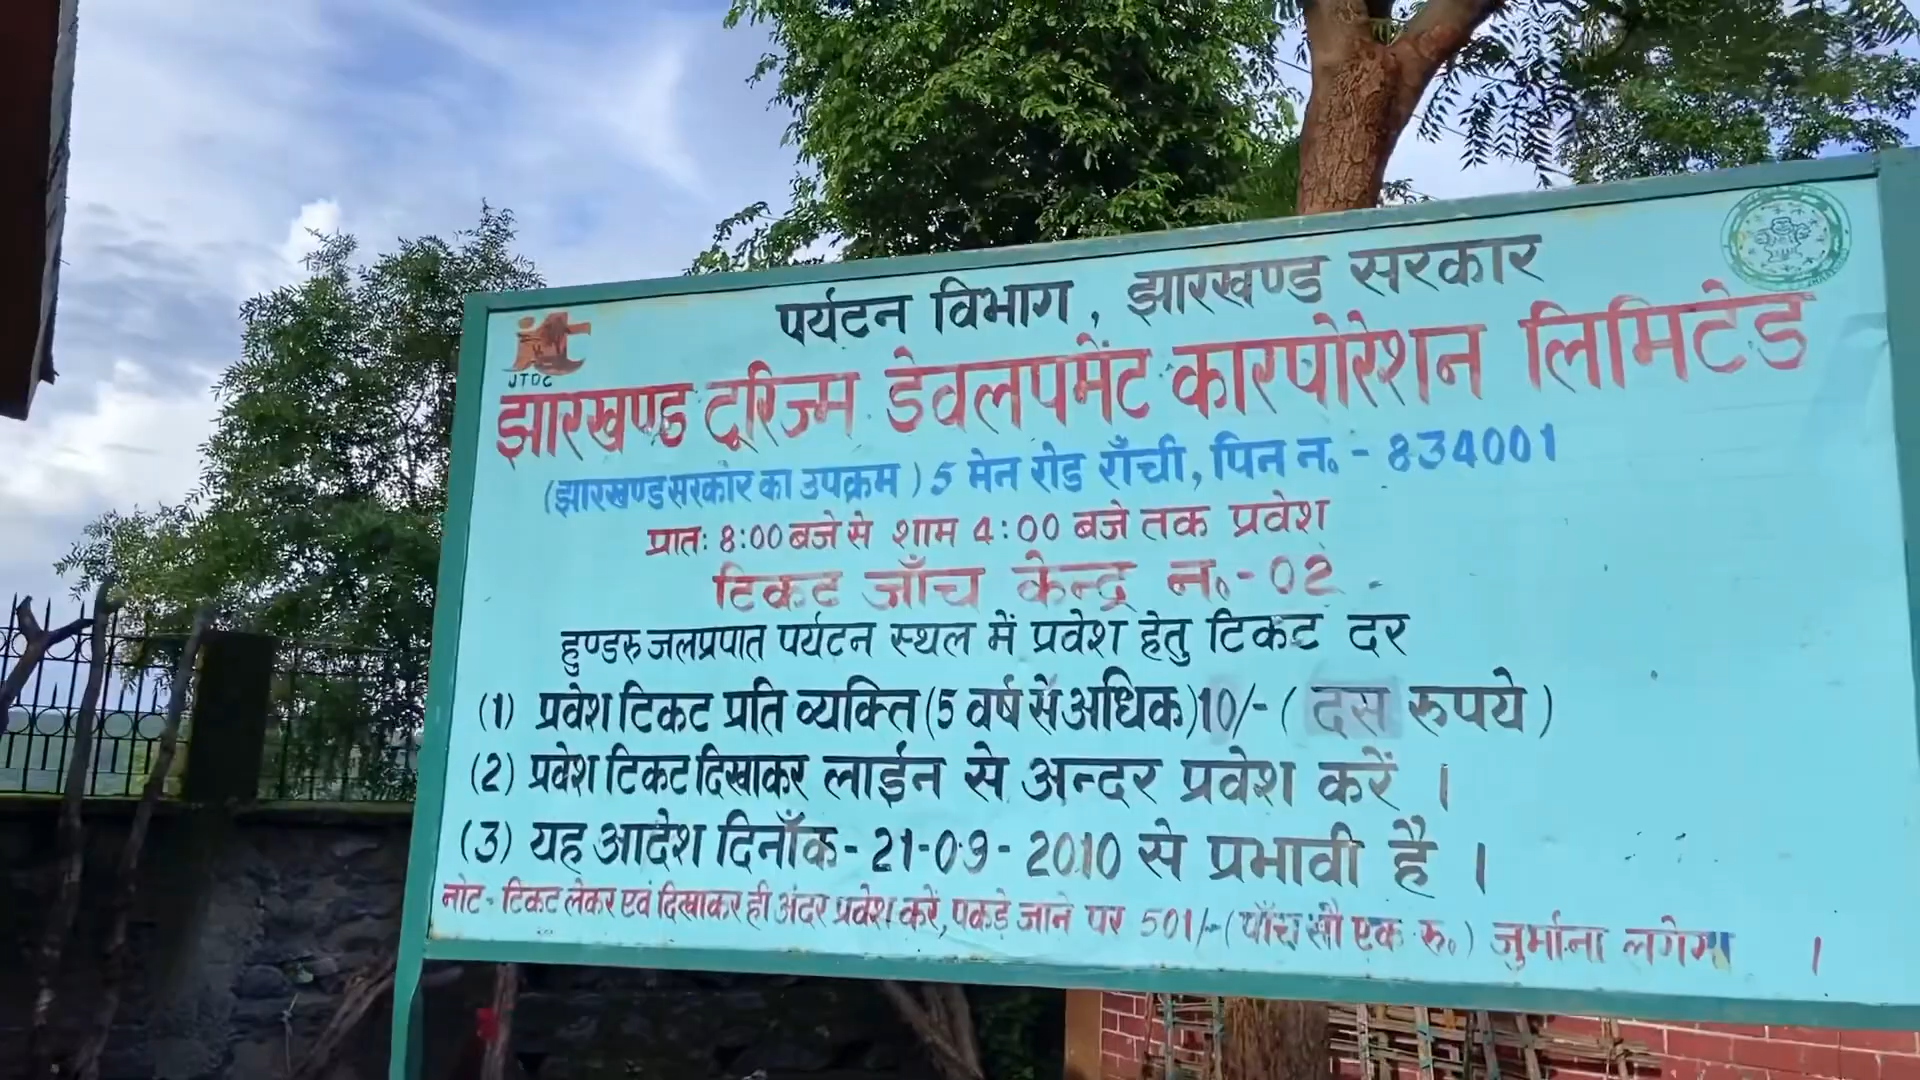 पर्यटन विभाग, झारखण्ड सरकार
JTDC
झारखण्ड टूरिज्म डेवलपमेंट कारपोरेशन लिमिटेड
(झारखण्ड सरकार का उपक्रम) 5 मेन रोड राँची, पिन न॰ - 834001
प्रातः 8:00 बजे से शाम 4:00 बजे तक प्रवेश
टिकट जाँच केन्द्र न॰ - 02
हुण्डरु जलप्रपात पर्यटन स्थल में प्रवेश हेतु टिकट दर
(1) प्रवेश टिकट प्रति व्यक्ति (5 वर्ष सें अधिक) 10/- ( दस रुपये )
(2) प्रवेश टिकट दिखाकर लाईन से अन्दर प्रवेश करें ।
(3) यह आदेश दिनाँक - 21-09-2010 से प्रभावी है ।
नोट - टिकट लेकर एवं दिखाकर ही अंदर प्रवेश करें, पकड़े जाने पर 501/- ( पाँच सौ एक रु॰ ) जुर्माना लगेगा ।